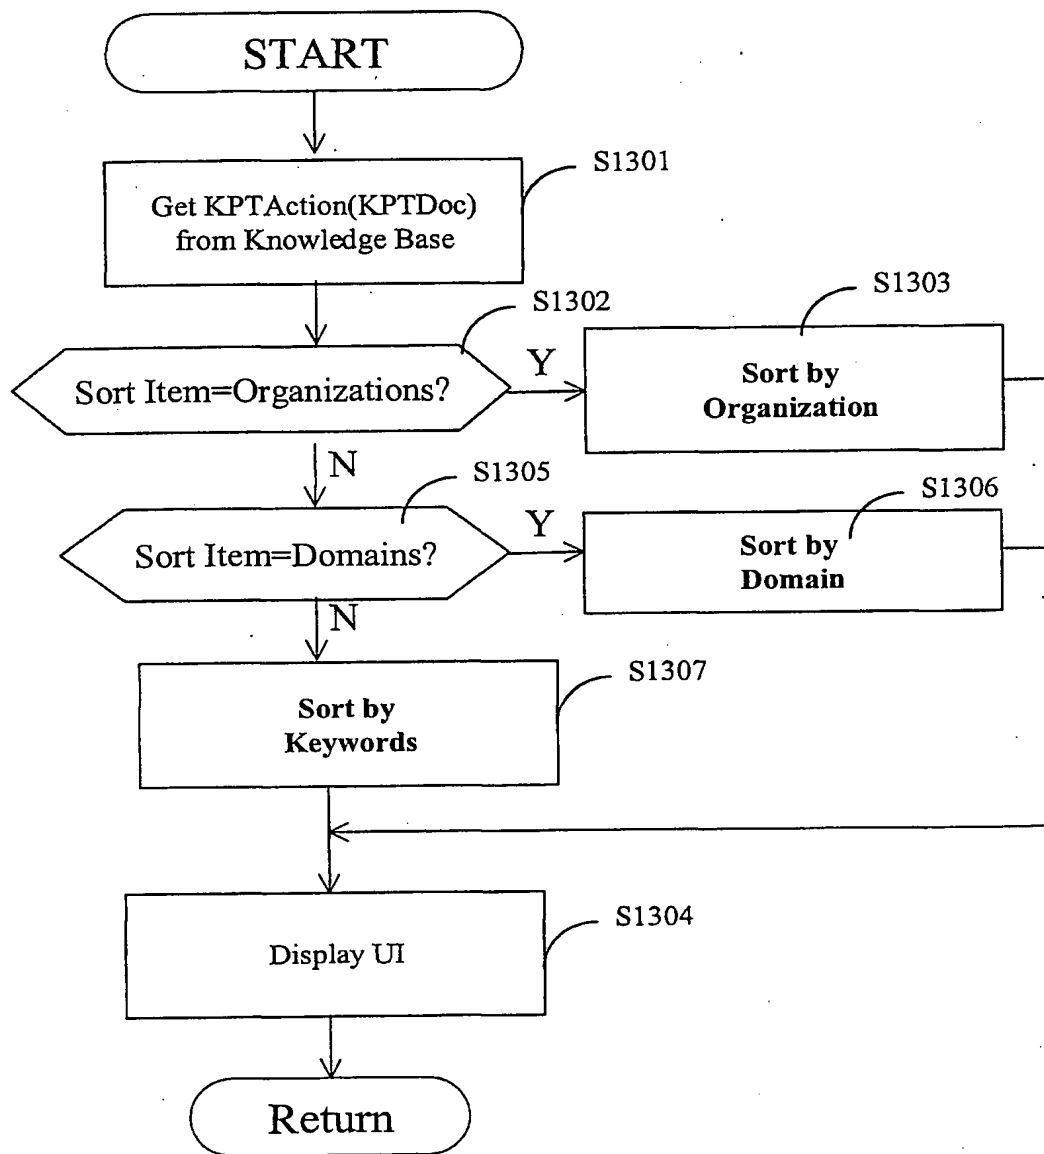 START
S1301
Get KPTAction(KPTDoc)
from Knowledge Base
S1302
S1303
Sort Item=Organizations?
Y
Sort by
Organization
N
S1305
S1306
Sort Item=Domains?
Y
Sort by
Domain
N
S1307
Sort by
Keywords
S1304
Display UI
Return